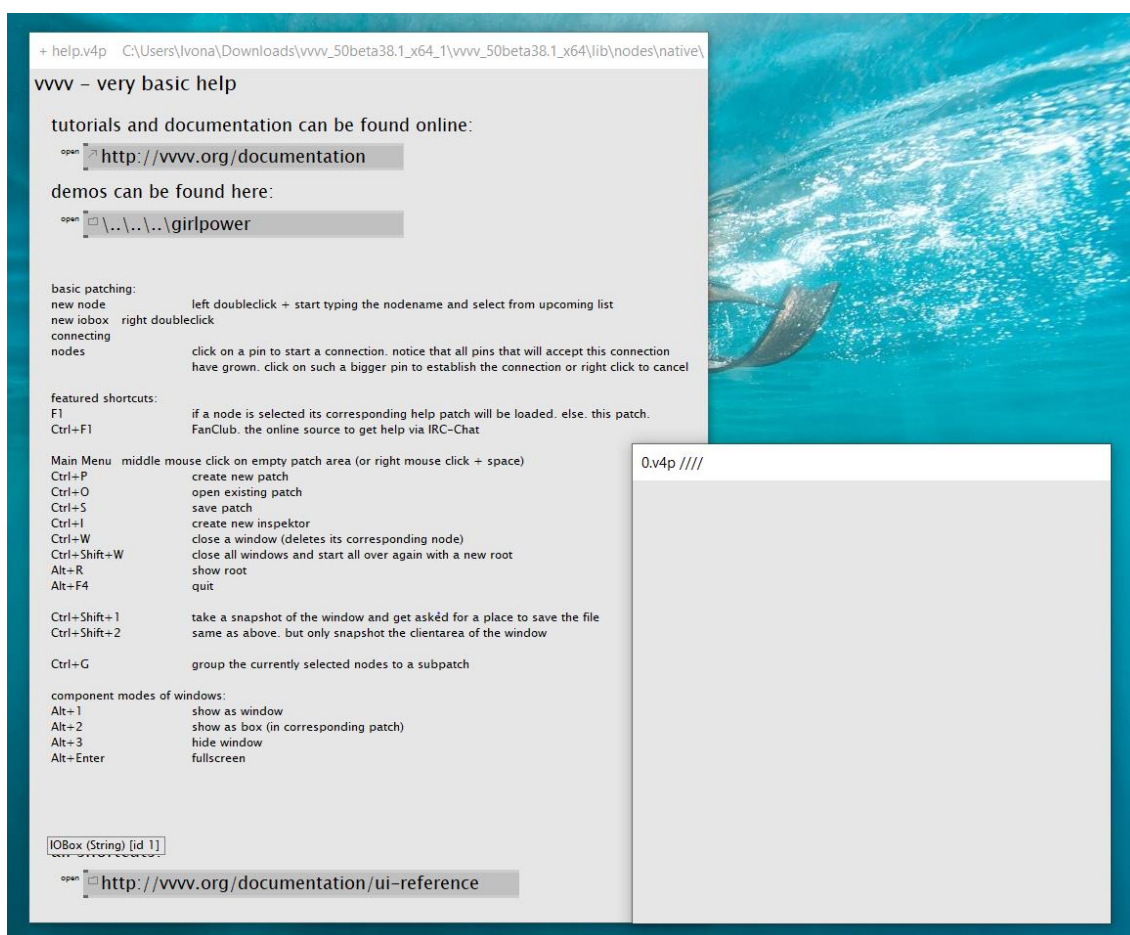 + help.v4p C:\Users\Ivona\Downloads\vvvv_50beta38.1_x64_1\vvvv_50beta38.1_x64\lib\nodes\native\
vvvv - very basic help
tutorials and documentation can be found online:
open http://vvvv.org/documentation
demos can be found here:
open \..\..\..\girlpower
basic patching:
new node left doubleclick + start typing the nodename and select from upcoming list
new iobox right doubleclick
connecting
nodes click on a pin to start a connection. notice that all pins that will accept this connection
have grown. click on such a bigger pin to establish the connection or right click to cancel
featured shortcuts:
F1 if a node is selected its corresponding help patch will be loaded. else. this patch.
Ctrl+F1 FanClub. the online source to get help via IRC-Chat
Main Menu middle mouse click on empty patch area (or right mouse click + space)
Ctrl+P create new patch
Ctrl+O open existing patch
Ctrl+S save patch
Ctrl+I create new inspektor
Ctrl+W close a window (deletes its corresponding node)
Ctrl+Shift+W close all windows and start all over again with a new root
Alt+R show root
Alt+F4 quit
Ctrl+Shift+1 take a snapshot of the window and get asked for a place to save the file
Ctrl+Shift+2 same as above. but only snapshot the clientarea of the window
Ctrl+G group the currently selected nodes to a subpatch
component modes of windows:
Alt+1 show as window
Alt+2 show as box (in corresponding patch)
Alt+3 hide window
Alt+Enter fullscreen
IOBox (String) [id 1]
open http://vvvv.org/documentation/ui-reference
0.v4p ////